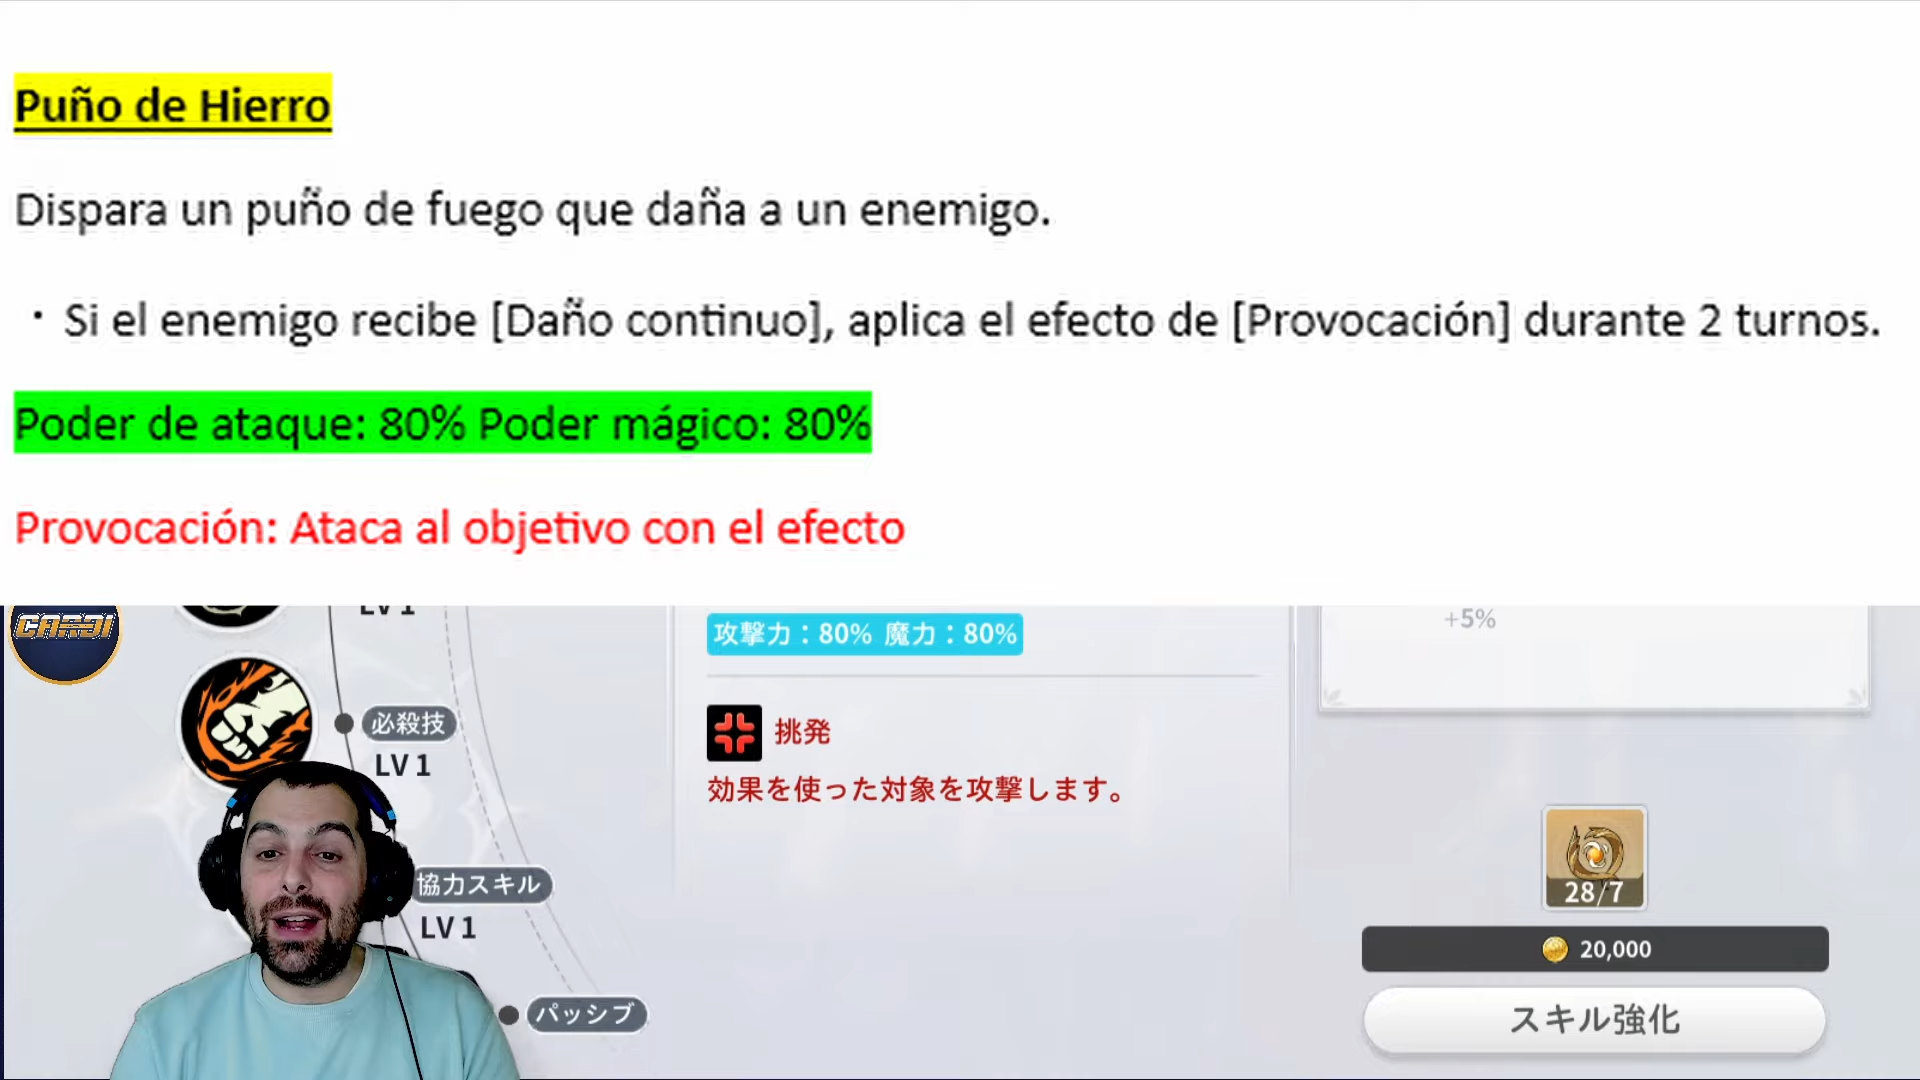 Puño de Hierro
Dispara un puño de fuego que daña a un enemigo.
· Si el enemigo recibe [Daño continuo], aplica el efecto de [Provocación] durante 2 turnos.
Poder de ataque: 80% Poder mágico: 80%
Provocación: Ataca al objetivo con el efecto
CARDI
LV 1
攻撃力：80% 魔力：80%
+5%
必殺技
LV 1
挑発
効果を使った対象を攻撃します。
協力スキル
LV 1
28/7
20,000
パッシブ
スキル強化